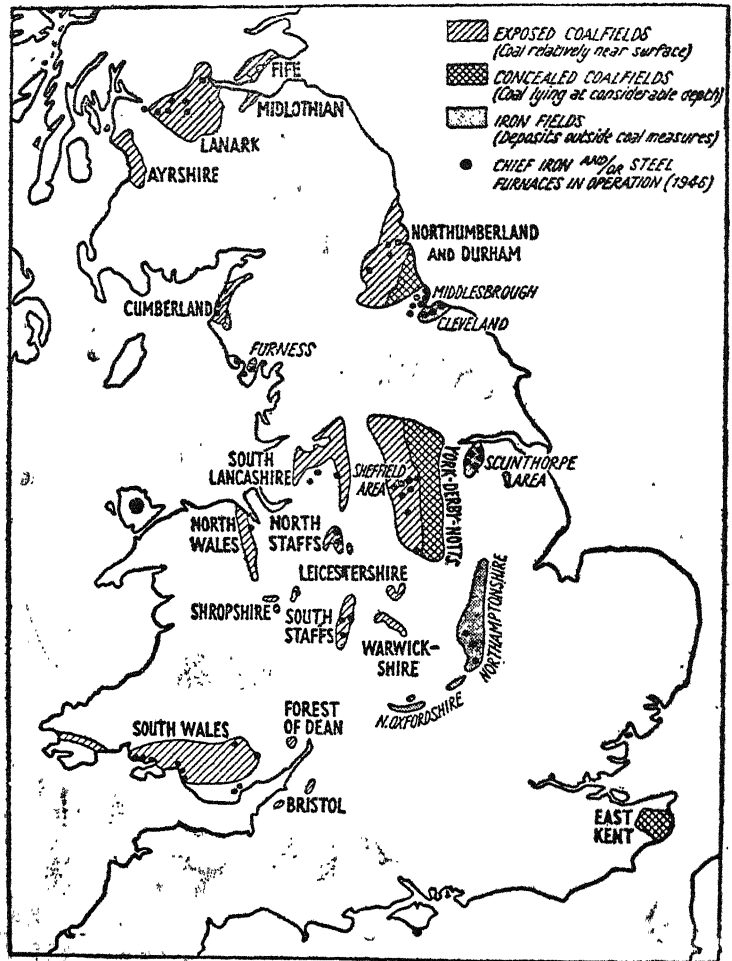 EXPOSED COALFIELDS
(Coal relatively near surface)
CONCEALED COALFIELDS
(Coal lying at considerable depth)
IRON FIELDS
(Deposits outside coal measures)
CHIEF IRON AND/OR STEEL
FURNACES IN OPERATION (1946)
FIFE
MIDLOTHIAN
LANARK
AYRSHIRE
NORTHUMBERLAND
AND DURHAM
MIDDLESBROUGH
CLEVELAND
CUMBERLAND
FURNESS
SOUTH
LANCASHIRE
SHEFFIELD
AREA
YORK-DERBY-NOTTS
SCUNTHORPE
AREA
NORTH
WALES
NORTH
STAFFS
LEICESTERSHIRE
SHROPSHIRE
SOUTH
STAFFS
WARWICK-
SHIRE
NORTHAMPTONSHIRE
N.OXFORDSHIRE
SOUTH WALES
FOREST
OF DEAN
BRISTOL
EAST
KENT